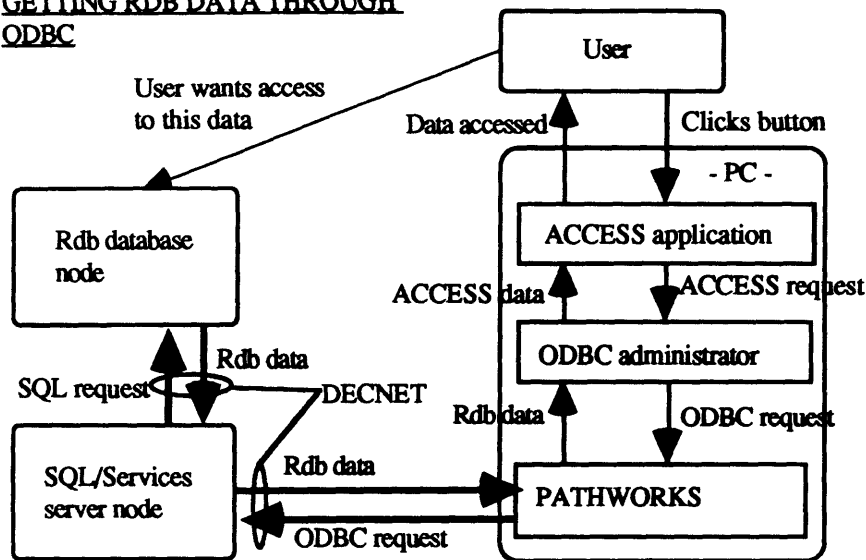 GETTING RDB DATA THROUGH
ODBC
User
User wants access
to this data
Data accessed
Clicks button
- PC -
Rdb database
node
ACCESS application
ACCESS data
ACCESS request
ODBC administrator
Rdb data
SQL request
DECNET
Rdb data
ODBC request
SQL/Services
server node
Rdb data
PATHWORKS
ODBC request